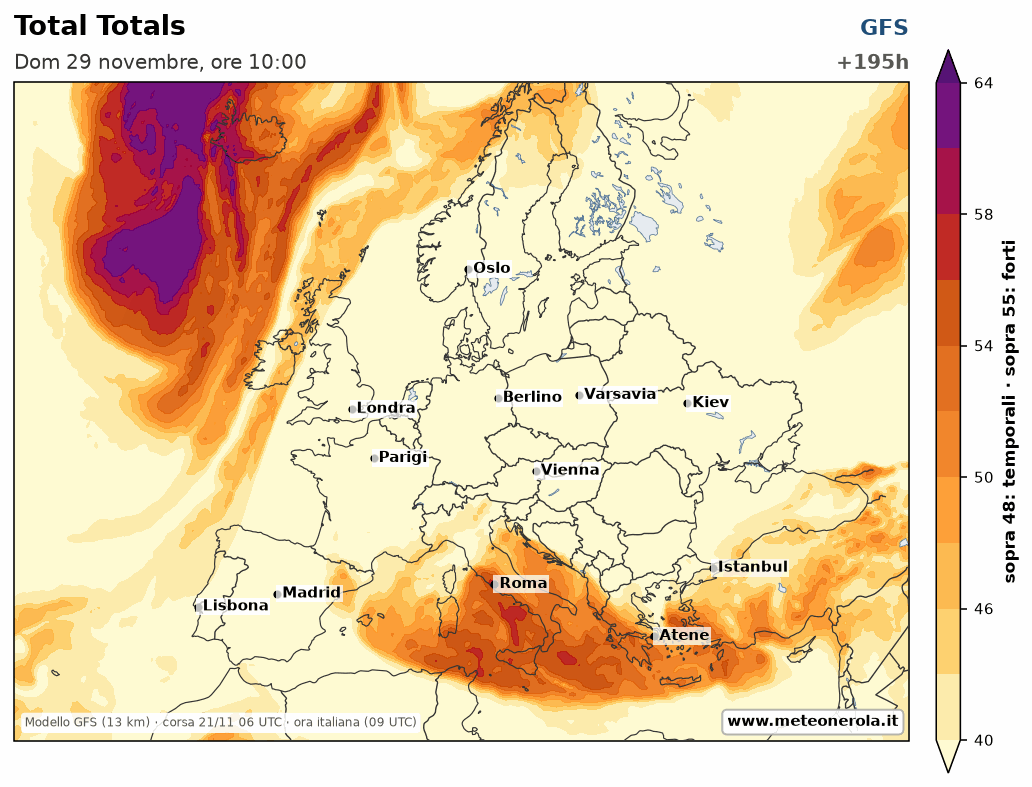 Total Totals
GFS
Dom 29 novembre, ore 10:00
+195h
64
58
54
50
46
40
sopra 48: temporali · sopra 55: forti
Oslo
Londra
Berlino
Varsavia
Kiev
Parigi
Vienna
Istanbul
Roma
Madrid
Lisbona
Atene
Modello GFS (13 km) · corsa 21/11 06 UTC · ora italiana (09 UTC)
www.meteonerola.it